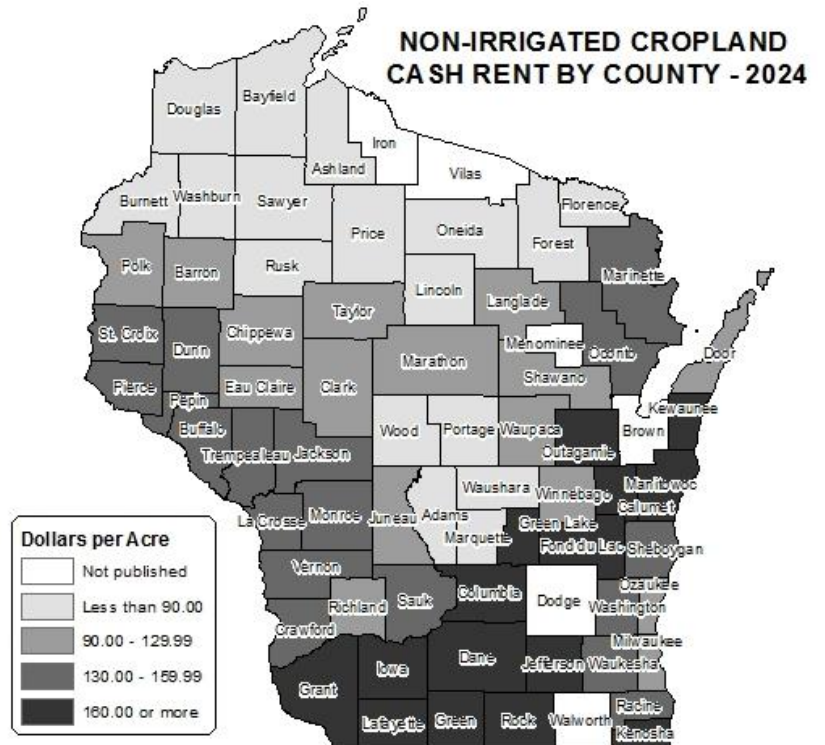 NON-IRRIGATED CROPLAND
CASH RENT BY COUNTY - 2024
Douglas
Bayfield
Iron
Ashland
Vilas
Burnett
Washburn
Sawyer
Florence
Price
Oneida
Forest
Polk
Barron
Rusk
Marinette
Lincoln
Langlade
Taylor
St. Croix
Chippewa
Dunn
Menominee
Oconto
Door
Marathon
Shawano
Pierce
Eau Claire
Clark
Pepin
Kewaunee
Buffalo
Wood
Portage
Waupaca
Brown
Outagamie
Trempealeau
Jackson
Manitowoc
Waushara
Winnebago
Calumet
La Crosse
Monroe
Juneau
Adams
Green Lake
Marquette
Fond du Lac
Sheboygan
Vernon
Ozaukee
Columbia
Dodge
Richland
Sauk
Washington
Crawford
Milwaukee
Dane
Iowa
Jefferson
Waukesha
Grant
Racine
Lafayette
Green
Rock
Walworth
Kenosha
Dollars per Acre
Not published
Less than 90.00
90.00 - 129.99
130.00 - 159.99
160.00 or more